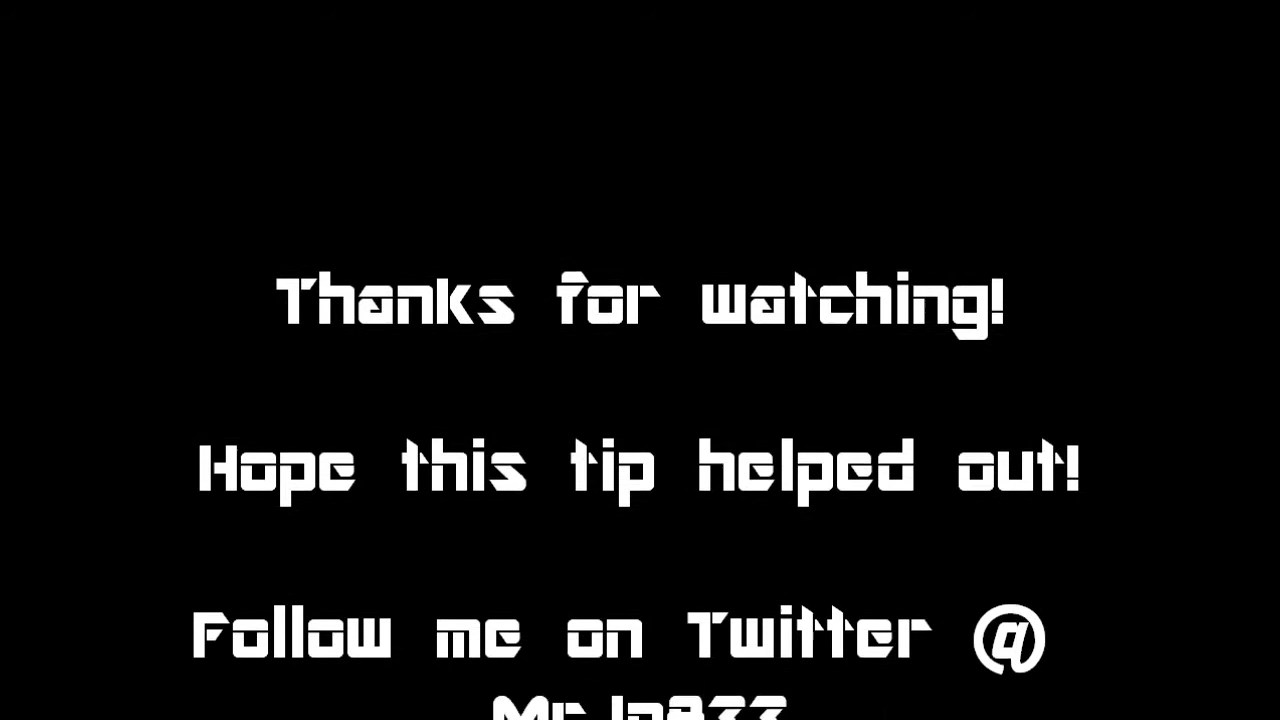 Thanks for watching!
Hope this tip helped out!
Follow me on Twitter @